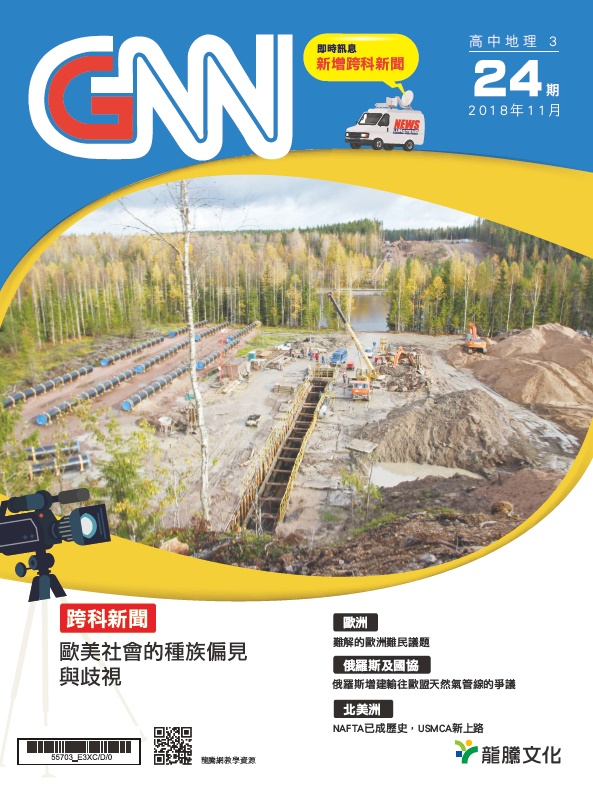 GNN
即時訊息
新增跨科新聞
NEWS
高中地理 3
24期
2018年11月
跨科新聞
歐美社會的種族偏見
與歧視
歐洲
難解的歐洲難民議題
俄羅斯及國協
俄羅斯增建輸往歐盟天然氣管線的爭議
北美洲
NAFTA已成歷史，USMCA新上路
55703_E3XC/D/0
龍騰網教學資源
龍騰文化